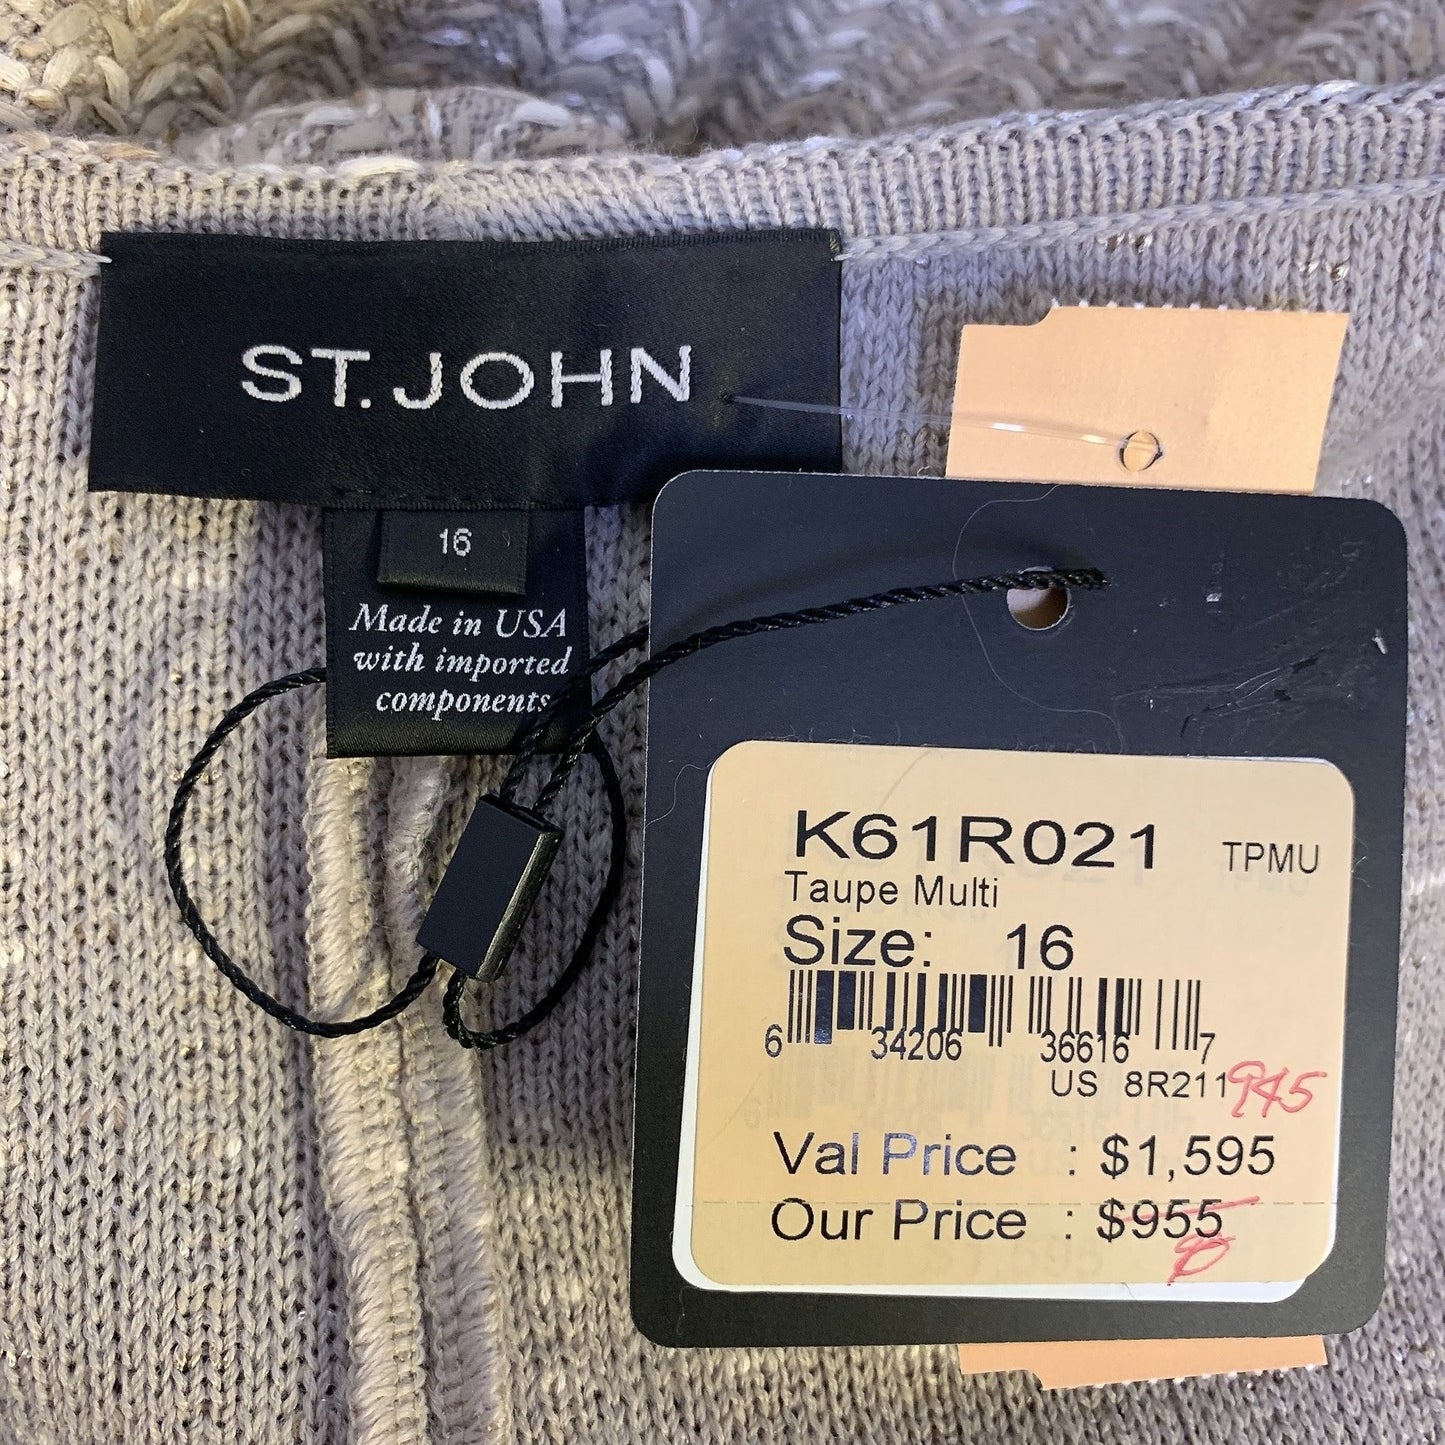 ST. JOHN
16
Made in USA
with imported
components
K61R021 TPMU
Taupe Multi
Size: 16
6 34206 36616 7
US 8R211 945
Val Price : $1,595
Our Price : $955